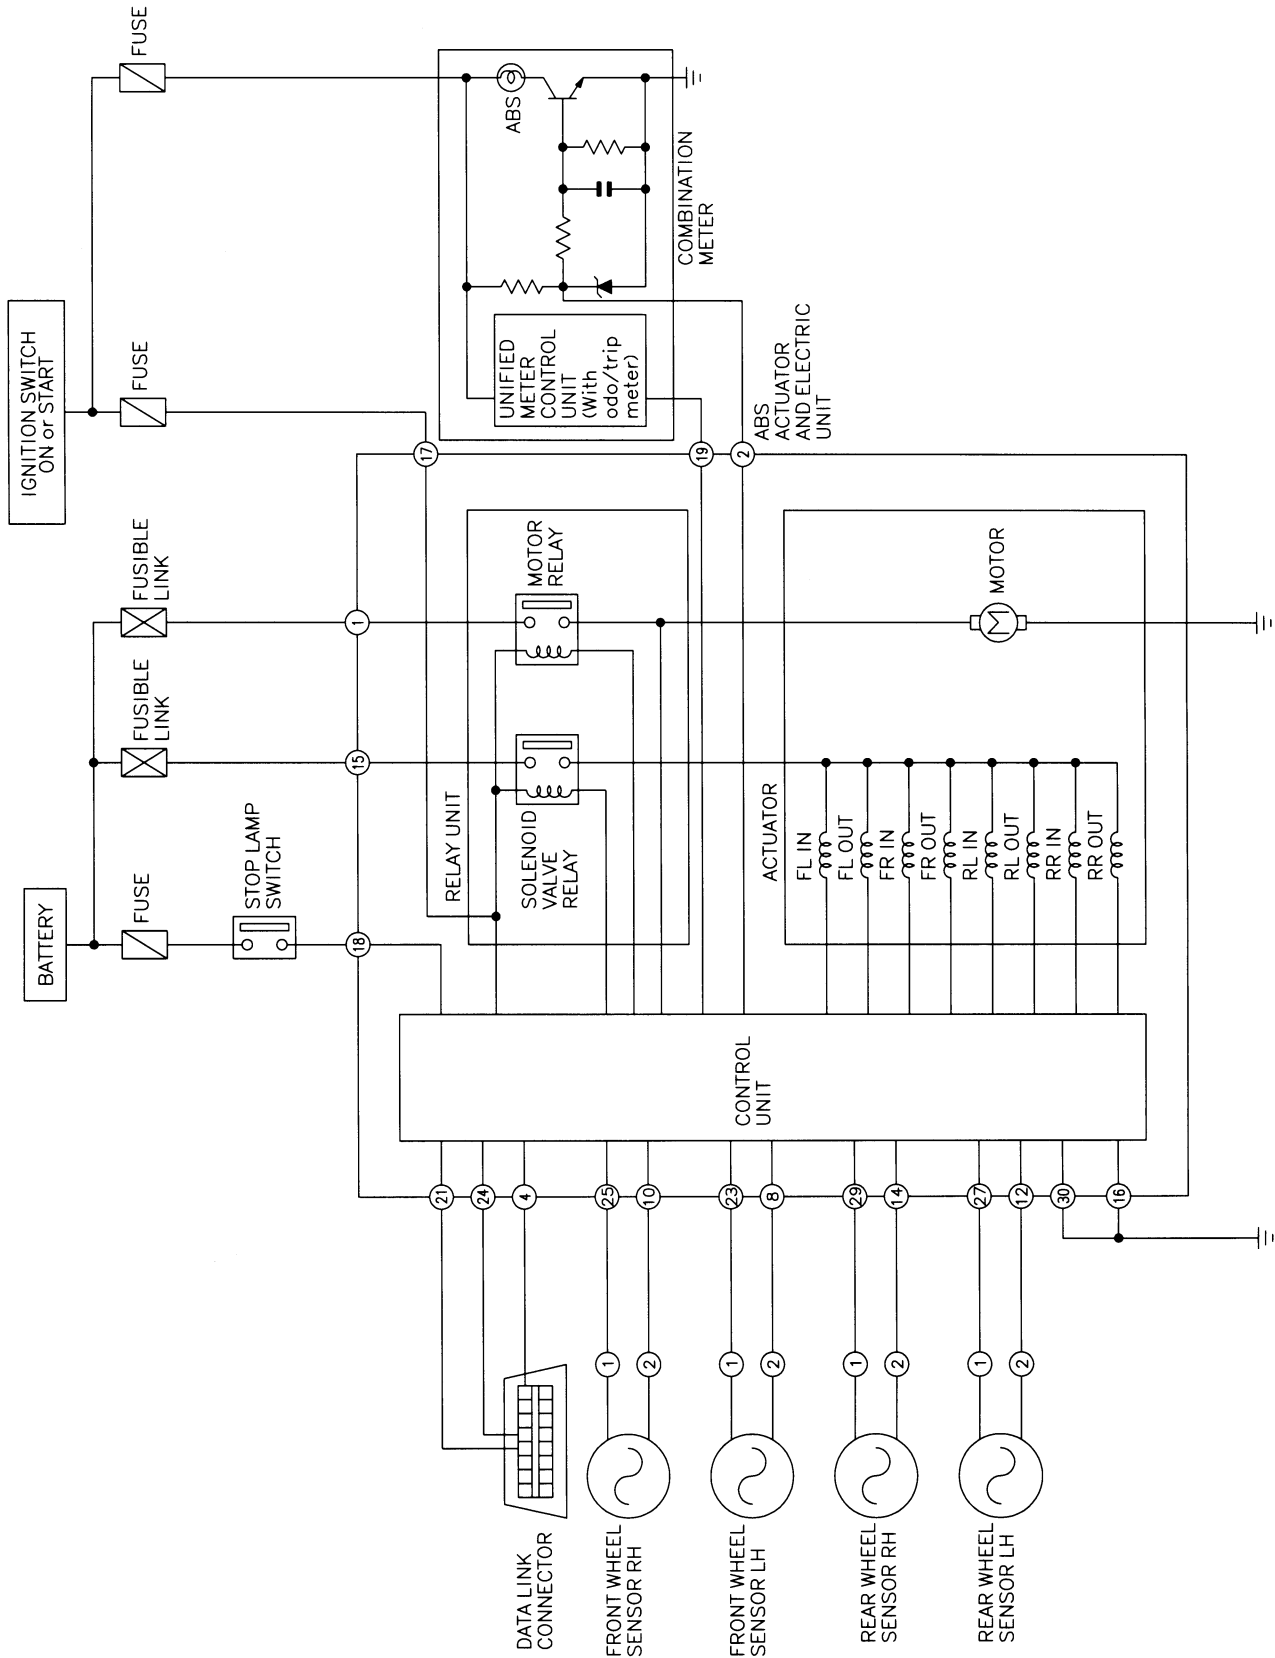 BATTERY
IGNITION SWITCH
ON or START
FUSE
STOP LAMP
SWITCH
FUSIBLE
LINK
FUSIBLE
LINK
FUSE
FUSE
18
15
1
17
19
2
RELAY UNIT
SOLENOID
VALVE
RELAY
MOTOR
RELAY
UNIFIED
METER
CONTROL
UNIT
(With
odo/trip
meter)
ABS
COMBINATION
METER
ABS
ACTUATOR
AND ELECTRIC
UNIT
ACTUATOR
FL IN
FL OUT
FR IN
FR OUT
RL IN
RL OUT
RR IN
RR OUT
M
MOTOR
CONTROL
UNIT
21
24
4
25
10
23
8
29
14
27
12
30
16
1
2
1
2
1
2
1
2
DATA LINK
CONNECTOR
FRONT WHEEL
SENSOR RH
FRONT WHEEL
SENSOR LH
REAR WHEEL
SENSOR RH
REAR WHEEL
SENSOR LH